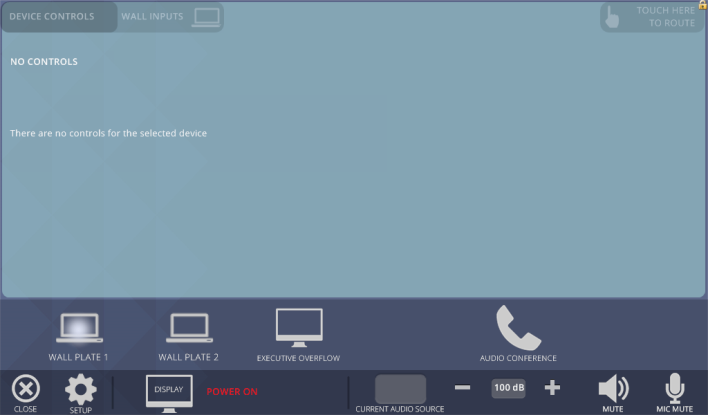 DEVICE CONTROLS
WALL INPUTS
TOUCH HERE
TO ROUTE
NO CONTROLS
There are no controls for the selected device
WALL PLATE 1
WALL PLATE 2
EXECUTIVE OVERFLOW
AUDIO CONFERENCE
CLOSE
SETUP
DISPLAY
POWER ON
CURRENT AUDIO SOURCE
100 dB
MUTE
MIC MUTE